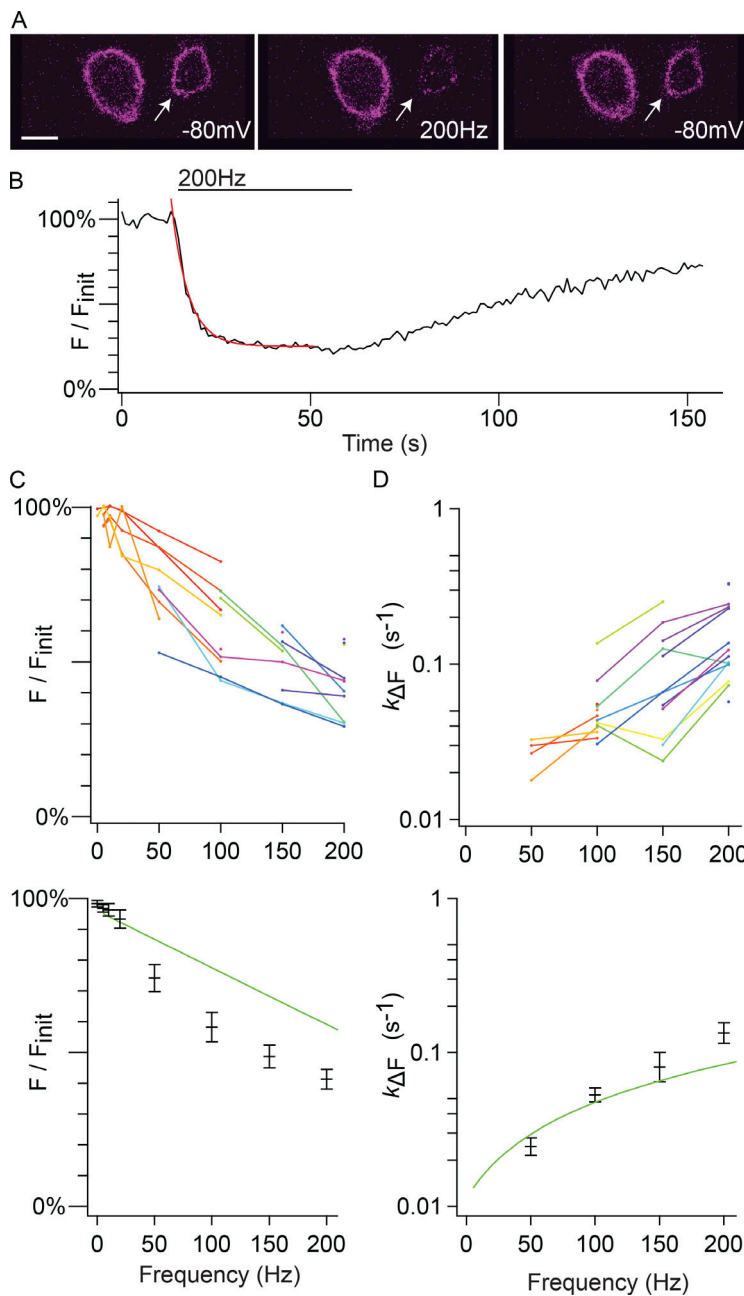 A
-80mV 200Hz -80mV
B 200Hz
100%
F / Finit
0%
0 50 100 150
Time (s)
C D
100% 1
F / Finit kΔF (s-1)
0.1
0% 0.01
0 50 100 150 200 0 50 100 150 200
100% 1
F / Finit kΔF (s-1)
0.1
0% 0.01
0 50 100 150 200 0 50 100 150 200
Frequency (Hz) Frequency (Hz)